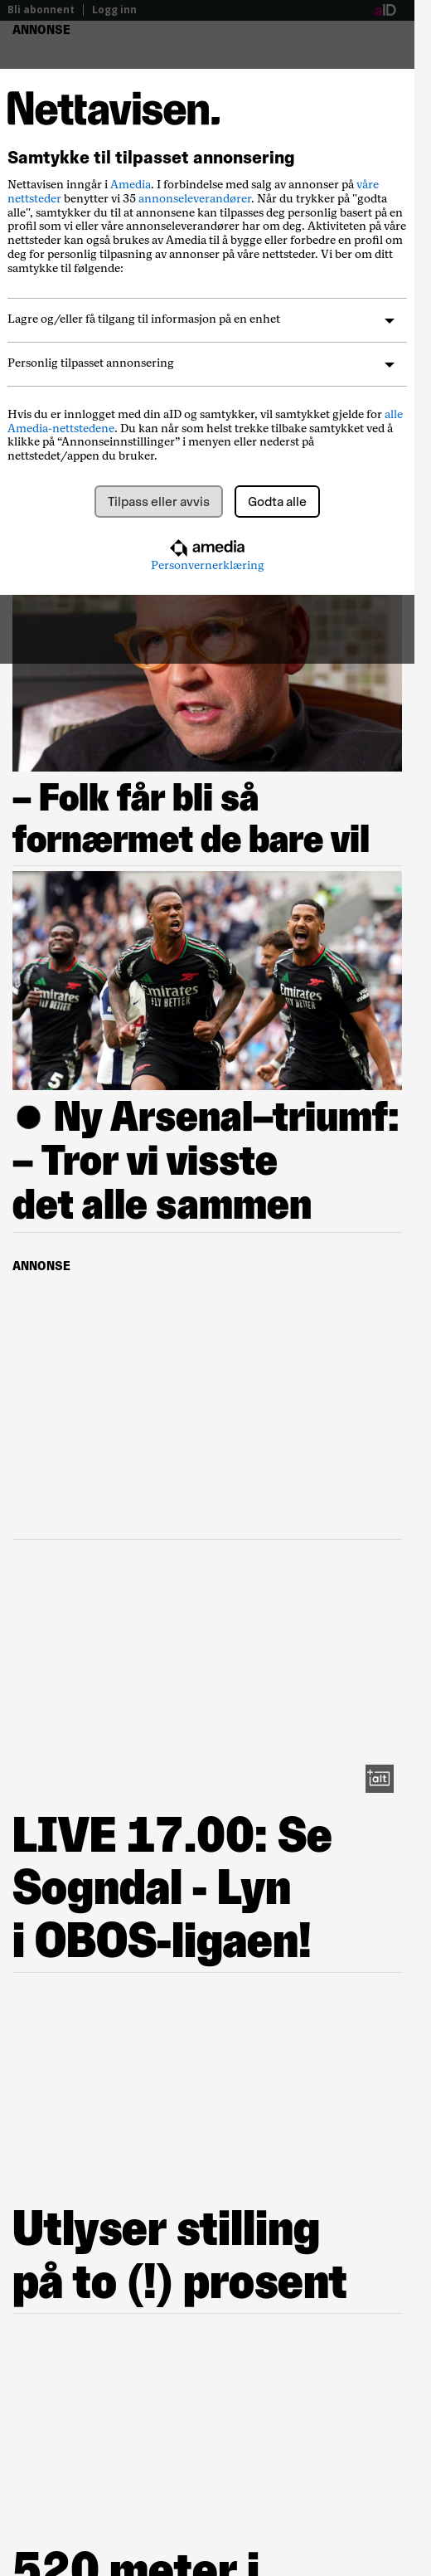 Bli abonnent | Logg inn
aID
ANNONSE
Nettavisen.
Samtykke til tilpasset annonsering
Nettavisen inngår i Amedia. I forbindelse med salg av annonser på våre
nettsteder benytter vi 35 annonseleverandører. Når du trykker på "godta
alle", samtykker du til at annonsene kan tilpasses deg personlig basert på en
profil som vi eller våre annonseleverandører har om deg. Aktiviteten på våre
nettsteder kan også brukes av Amedia til å bygge eller forbedre en profil om
deg for personlig tilpasning av annonser på våre nettsteder. Vi ber om ditt
samtykke til følgende:
Lagre og/eller få tilgang til informasjon på en enhet
Personlig tilpasset annonsering
Hvis du er innlogget med din aID og samtykker, vil samtykket gjelde for alle
Amedia-nettstedene. Du kan når som helst trekke tilbake samtykket ved å
klikke på “Annonseinnstillinger” i menyen eller nederst på
nettstedet/appen du bruker.
Tilpass eller avvis
Godta alle
amedia
Personvernerklæring
– Folk får bli så
fornærmet de bare vil
Emirates
FLY BETTER
Emirates
FLY BETTER
Emirates
FLY BETTER
5
● Ny Arsenal–triumf:
– Tror vi visste
det alle sammen
ANNONSE
+alt
LIVE 17.00: Se
Sogndal - Lyn
i OBOS-ligaen!
Utlyser stilling
på to (!) prosent
520 meter i